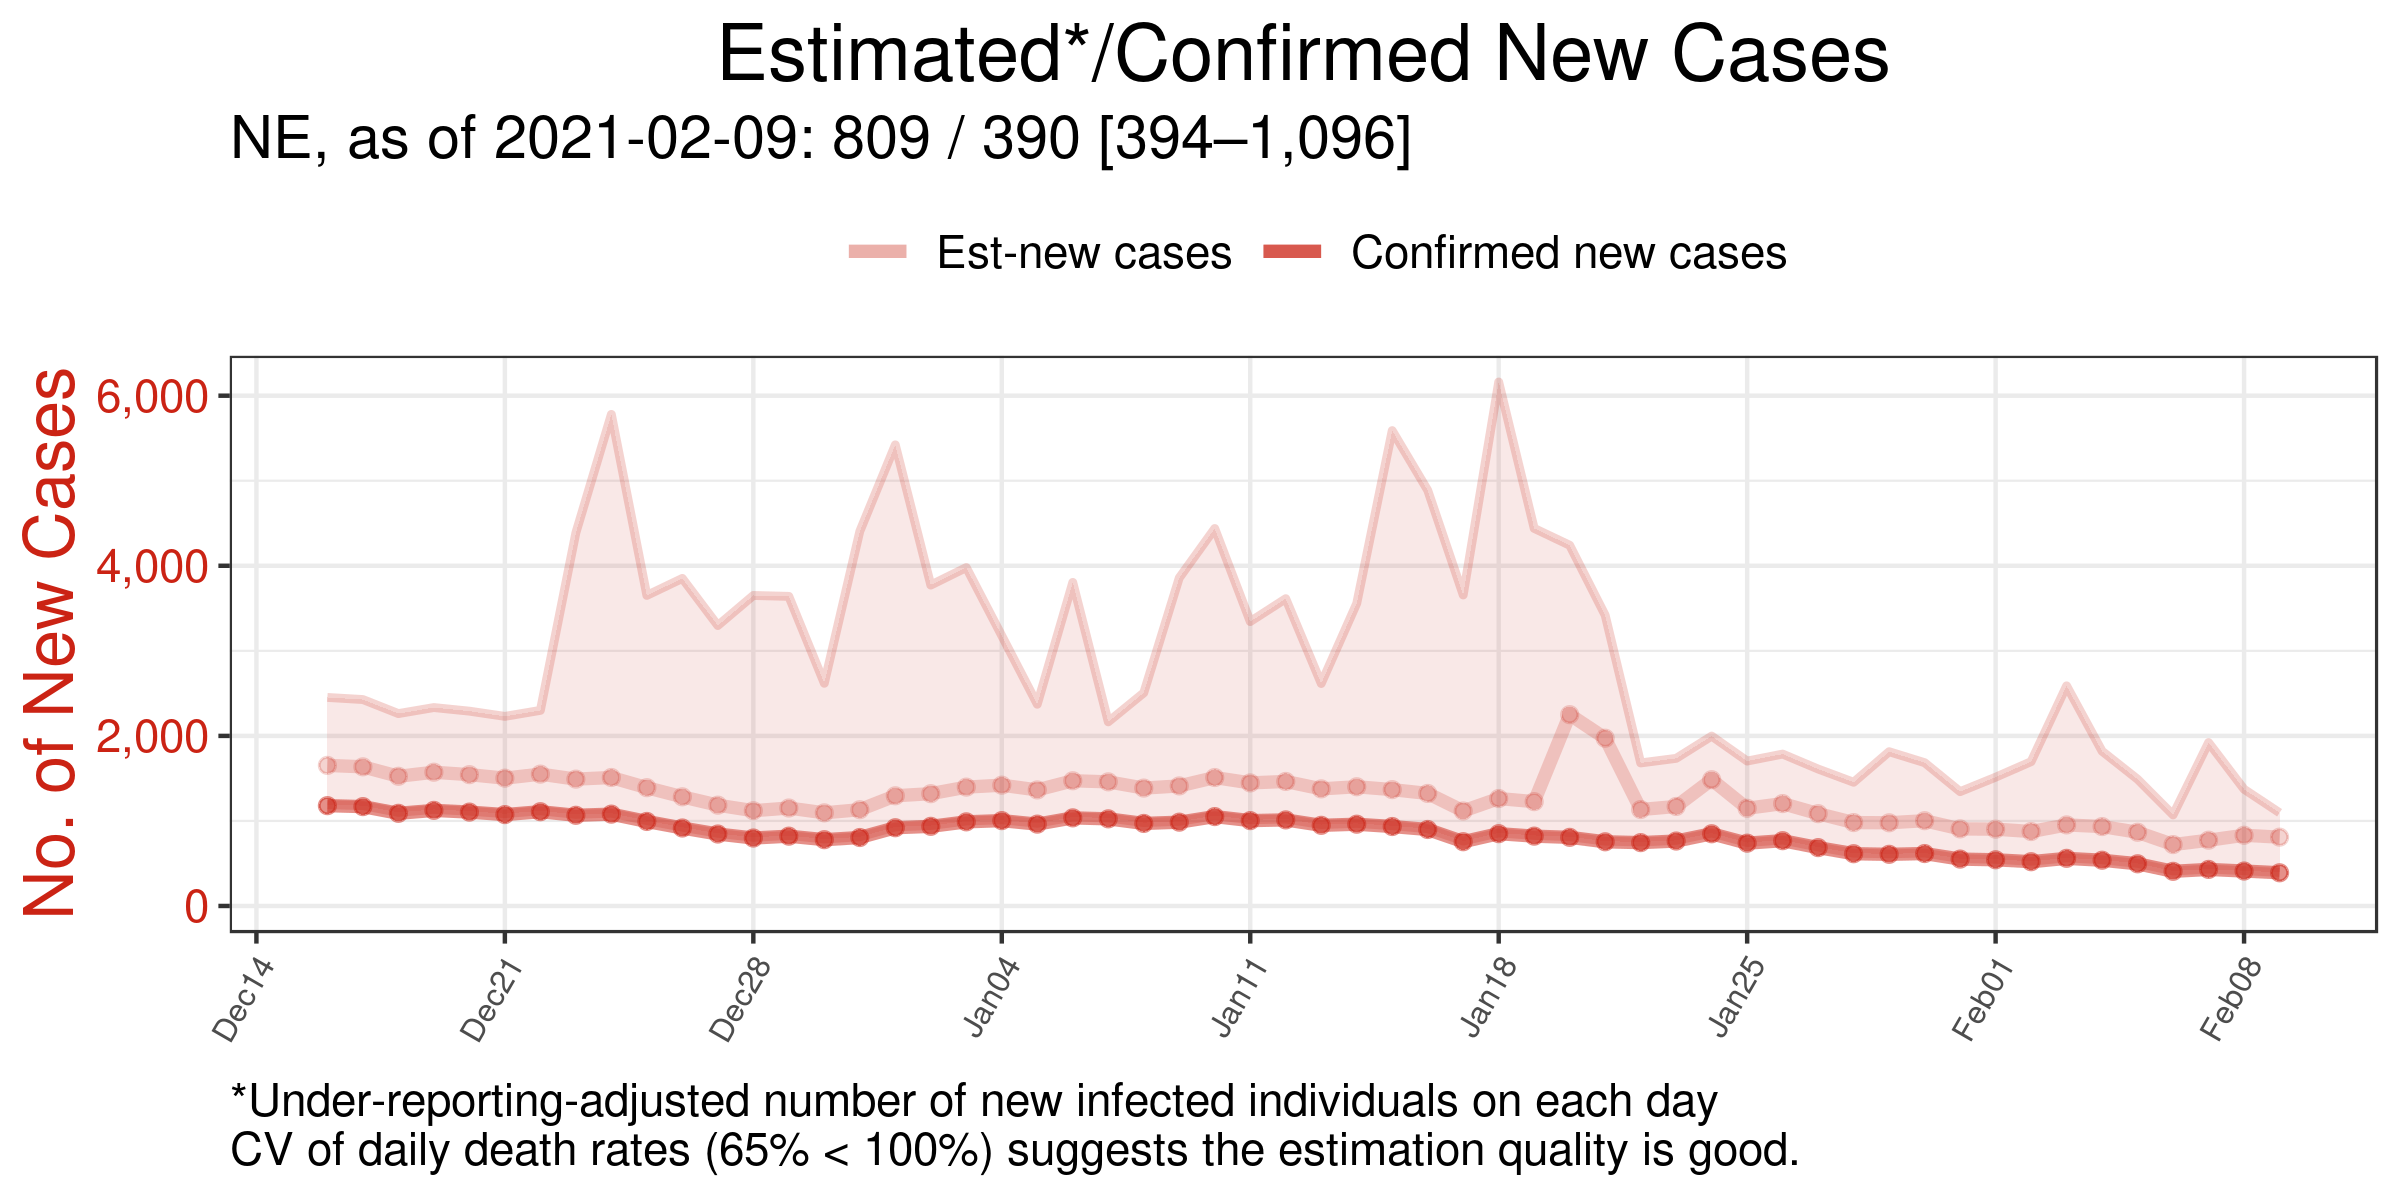 Estimated*/Confirmed New Cases
NE, as of 2021-02-09: 809 / 390 [394–1,096]
Est-new cases
Confirmed new cases
No. of New Cases
6,000
4,000
2,000
0
Dec14
Dec21
Dec28
Jan04
Jan11
Jan18
Jan25
Feb01
Feb08
*Under-reporting-adjusted number of new infected individuals on each day
CV of daily death rates (65% < 100%) suggests the estimation quality is good.